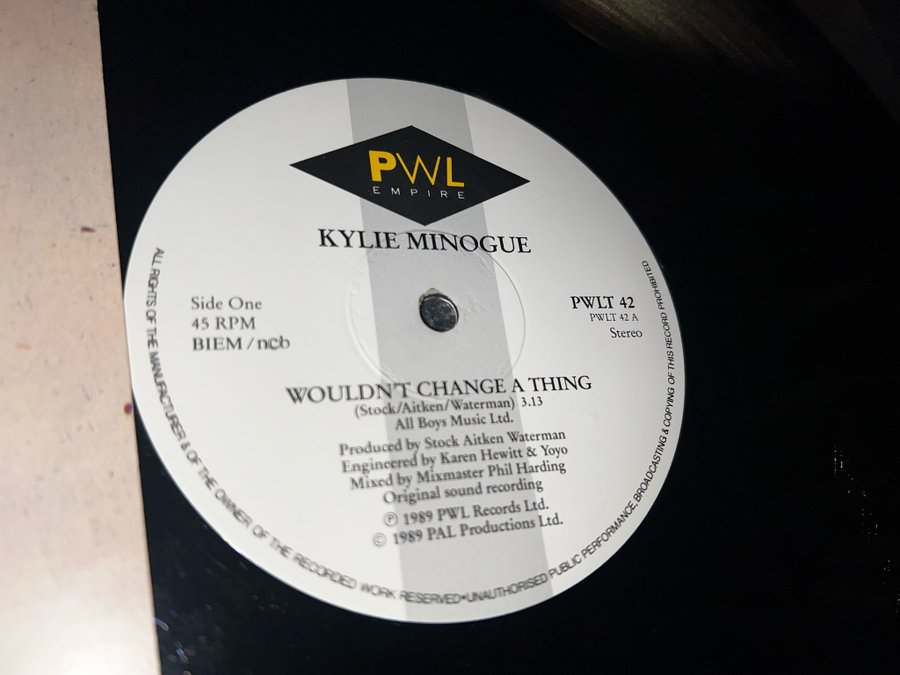 PWL
EMPIRE
KYLIE MINOGUE
Side One
45 RPM
BIEM/ncb
PWLT 42
PWLT 42 A
Stereo
WOULDN'T CHANGE A THING
(Stock/Aitken/Waterman) 3.13
All Boys Music Ltd.
Produced by Stock Aitken Waterman
Engineered by Karen Hewitt & Yoyo
Mixed by Mixmaster Phil Harding
Original sound recording
℗ 1989 PWL Records Ltd.
© 1989 PAL Productions Ltd.
ALL RIGHTS OF THE MANUFACTURER & OF THE OWNER OF THE RECORDED WORK RESERVED•UNAUTHORISED PUBLIC PERFORMANCE, BROADCASTING & COPYING OF THIS RECORD PROHIBITED